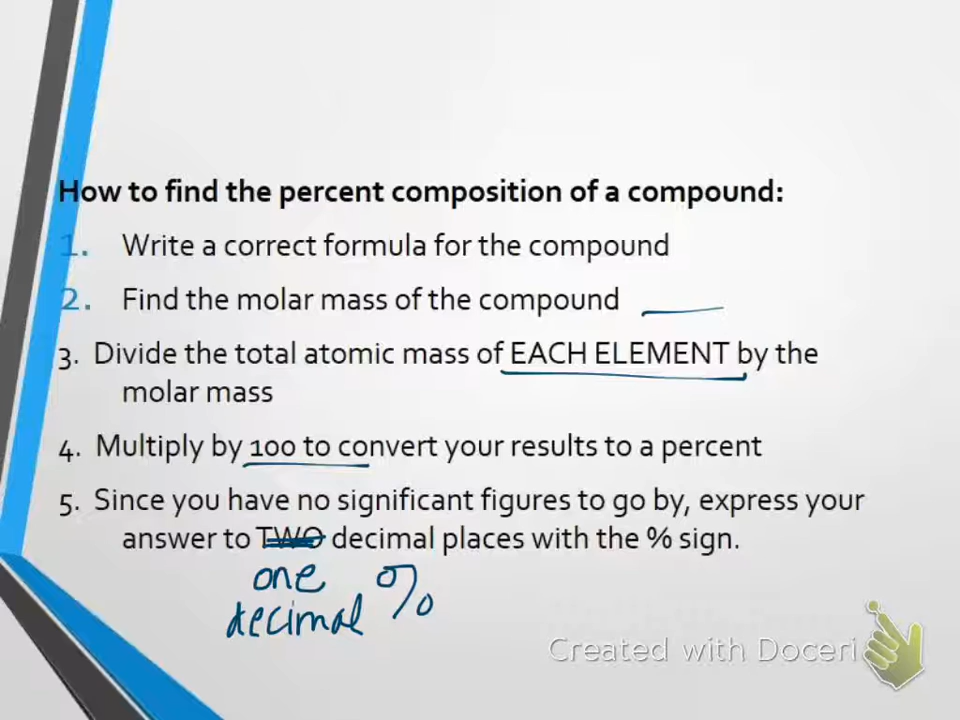 How to find the percent composition of a compound:
1. Write a correct formula for the compound
2. Find the molar mass of the compound
3. Divide the total atomic mass of EACH ELEMENT by the
molar mass
4. Multiply by 100 to convert your results to a percent
5. Since you have no significant figures to go by, express your
answer to TWO decimal places with the % sign.
one %
decimal
Created with Doceri